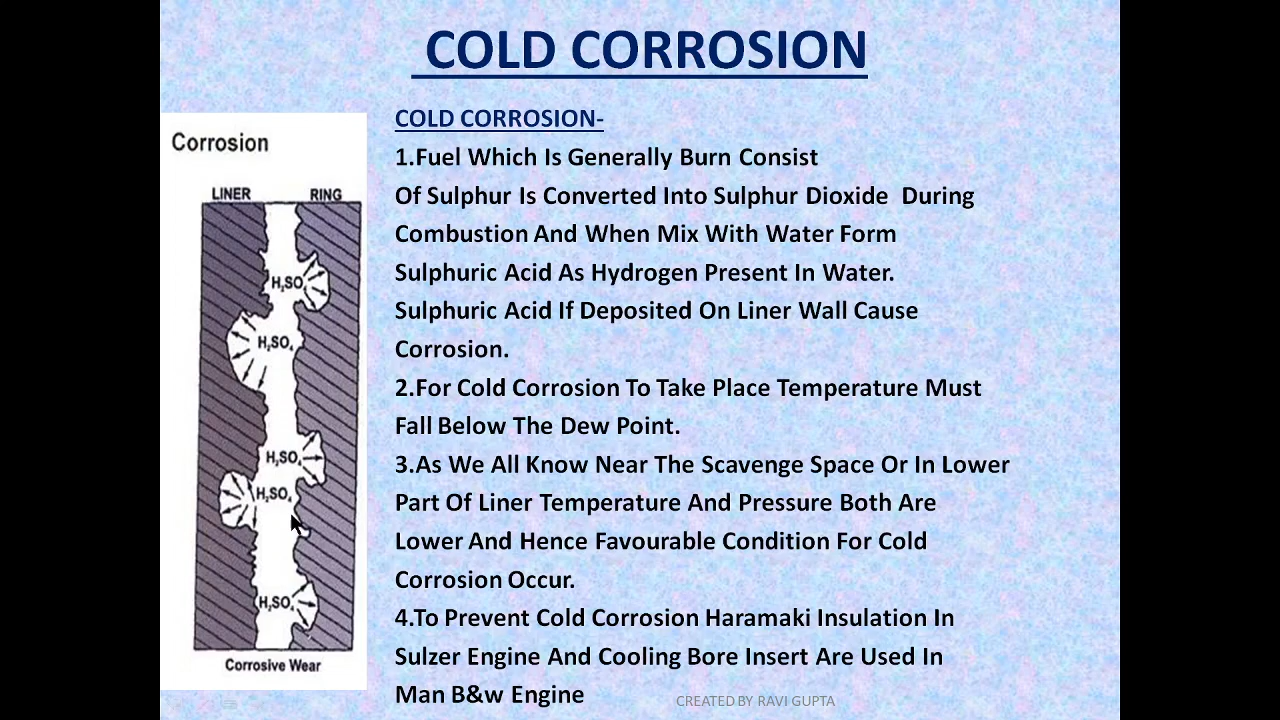 COLD CORROSION
Corrosion
LINER RING
H₂SO
H₂SO₄
H₂SO₄
H₂SO₄
H₂SO₄
Corrosive Wear
COLD CORROSION-
1.Fuel Which Is Generally Burn Consist
Of Sulphur Is Converted Into Sulphur Dioxide During
Combustion And When Mix With Water Form
Sulphuric Acid As Hydrogen Present In Water.
Sulphuric Acid If Deposited On Liner Wall Cause
Corrosion.
2.For Cold Corrosion To Take Place Temperature Must
Fall Below The Dew Point.
3.As We All Know Near The Scavenge Space Or In Lower
Part Of Liner Temperature And Pressure Both Are
Lower And Hence Favourable Condition For Cold
Corrosion Occur.
4.To Prevent Cold Corrosion Haramaki Insulation In
Sulzer Engine And Cooling Bore Insert Are Used In
Man B&w Engine
CREATED BY RAVI GUPTA